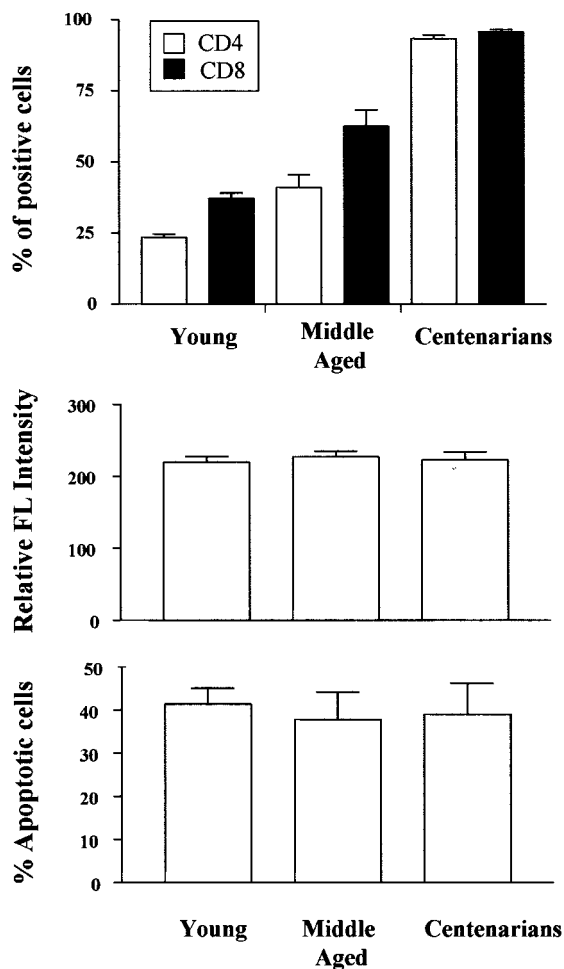 % of positive cells
100
75
50
25
0
CD4
CD8
Young
Middle
Aged
Centenarians
Relative FL Intensity
300
200
100
0
% Apoptotic cells
50
40
30
40
10
0
Young
Middle
Aged
Centenarians